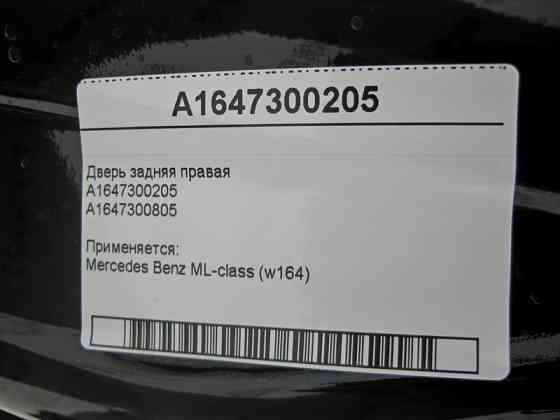 A1647300205
Дверь задняя правая
A1647300205
A1647300805
Применяется:
Mercedes Benz ML-class (w164)